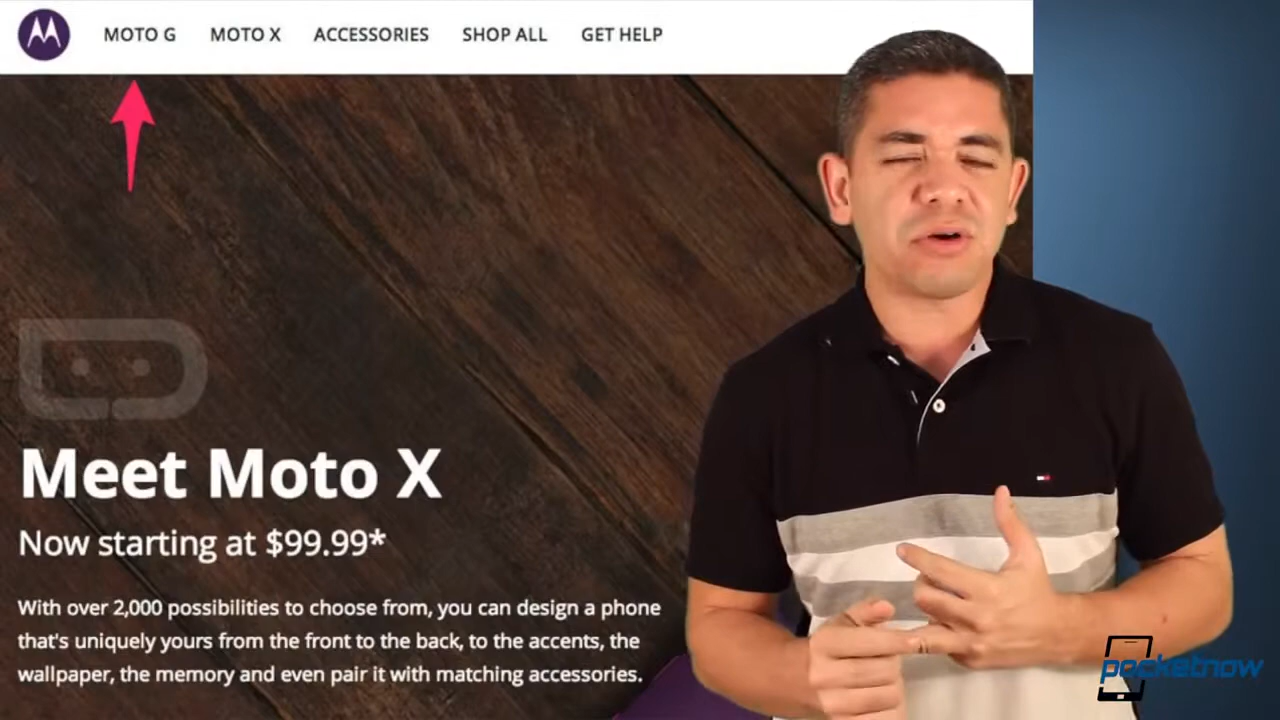 MOTO G MOTO X ACCESSORIES SHOP ALL GET HELP
Meet Moto X
Now starting at $99.99*
With over 2,000 possibilities to choose from, you can design a phone
that's uniquely yours from the front to the back, to the accents, the
wallpaper, the memory and even pair it with matching accessories.
pocketnow